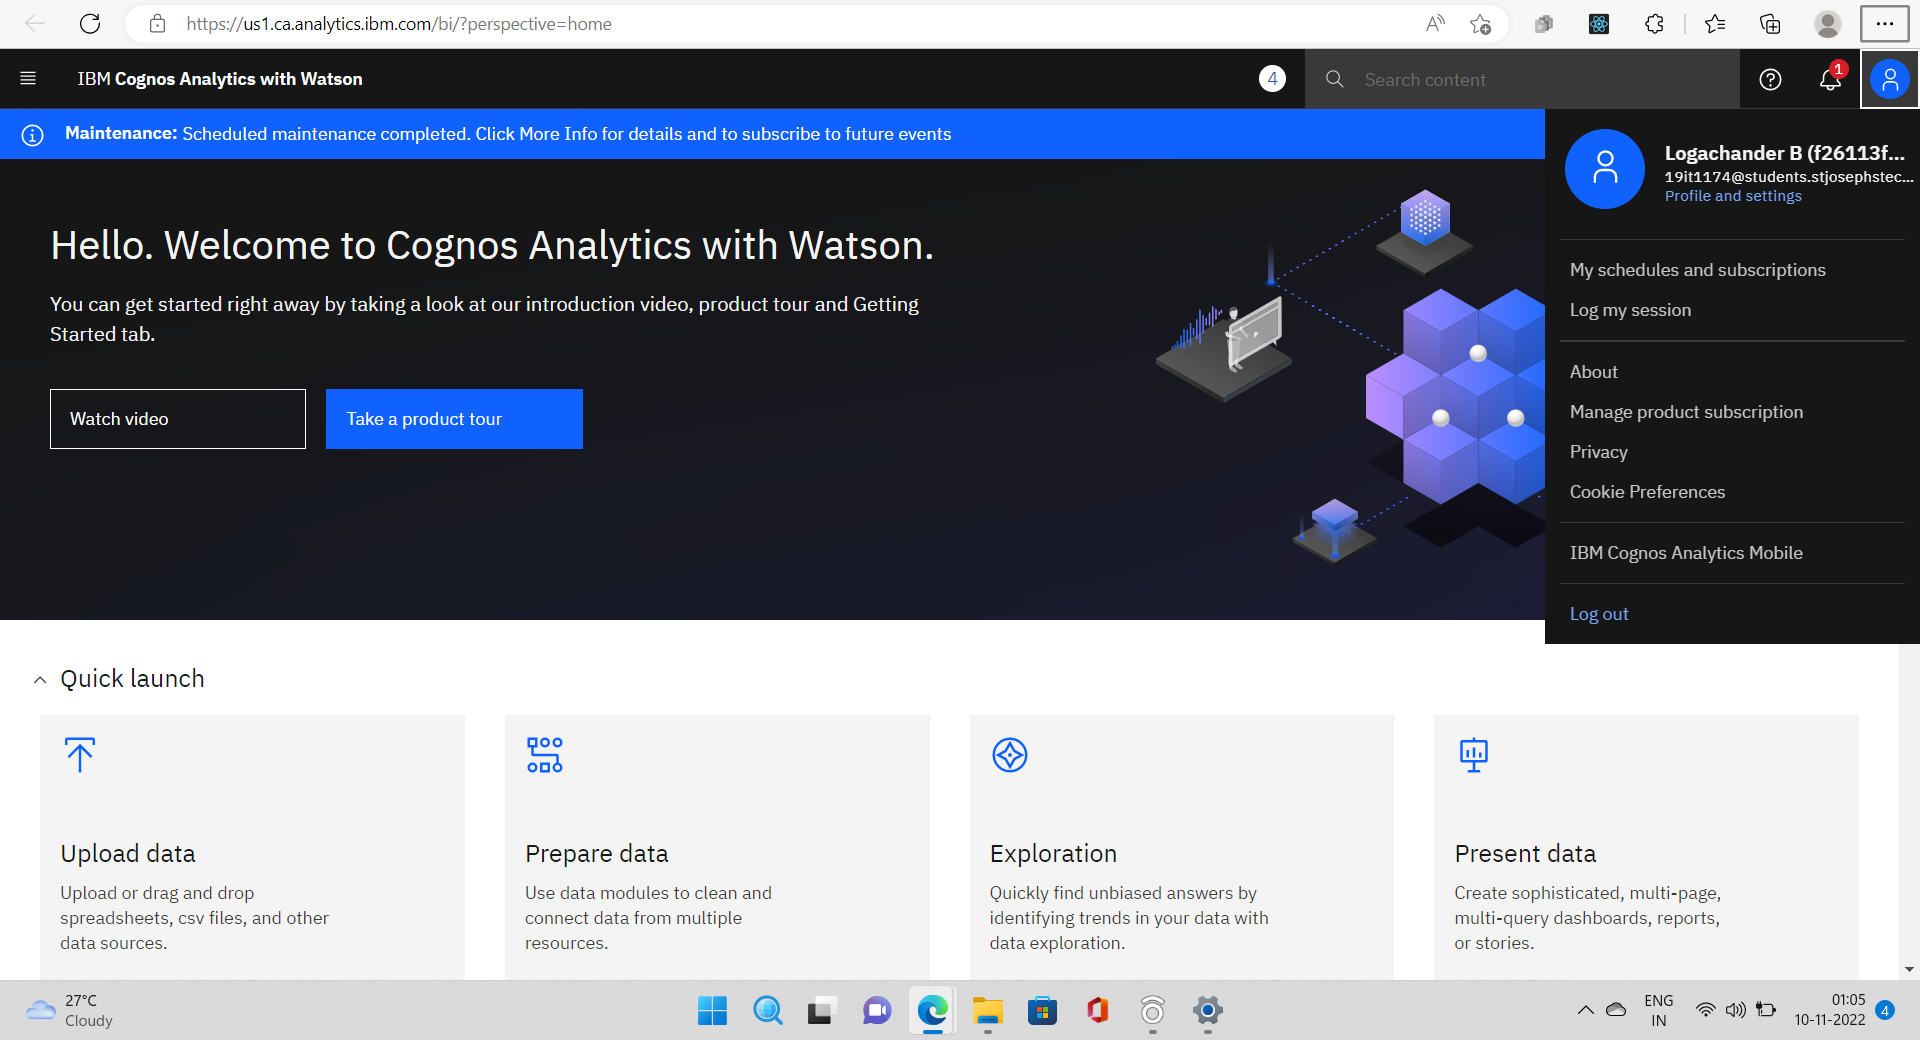 https://us1.ca.analytics.ibm.com/bi/?perspective=home
IBM Cognos Analytics with Watson
4
Search content
1
Maintenance: Scheduled maintenance completed. Click More Info for details and to subscribe to future events
Logachander B (f26113f...
19it1174@students.stjosephstec...
Profile and settings
My schedules and subscriptions
Log my session
About
Manage product subscription
Privacy
Cookie Preferences
IBM Cognos Analytics Mobile
Log out
Hello. Welcome to Cognos Analytics with Watson.
You can get started right away by taking a look at our introduction video, product tour and Getting
Started tab.
Watch video
Take a product tour
Quick launch
Upload data
Upload or drag and drop
spreadsheets, csv files, and other
data sources.
Prepare data
Use data modules to clean and
connect data from multiple
resources.
Exploration
Quickly find unbiased answers by
identifying trends in your data with
data exploration.
Present data
Create sophisticated, multi-page,
multi-query dashboards, reports,
or stories.
27°C
Cloudy
ENG
IN
01:05
10-11-2022
4